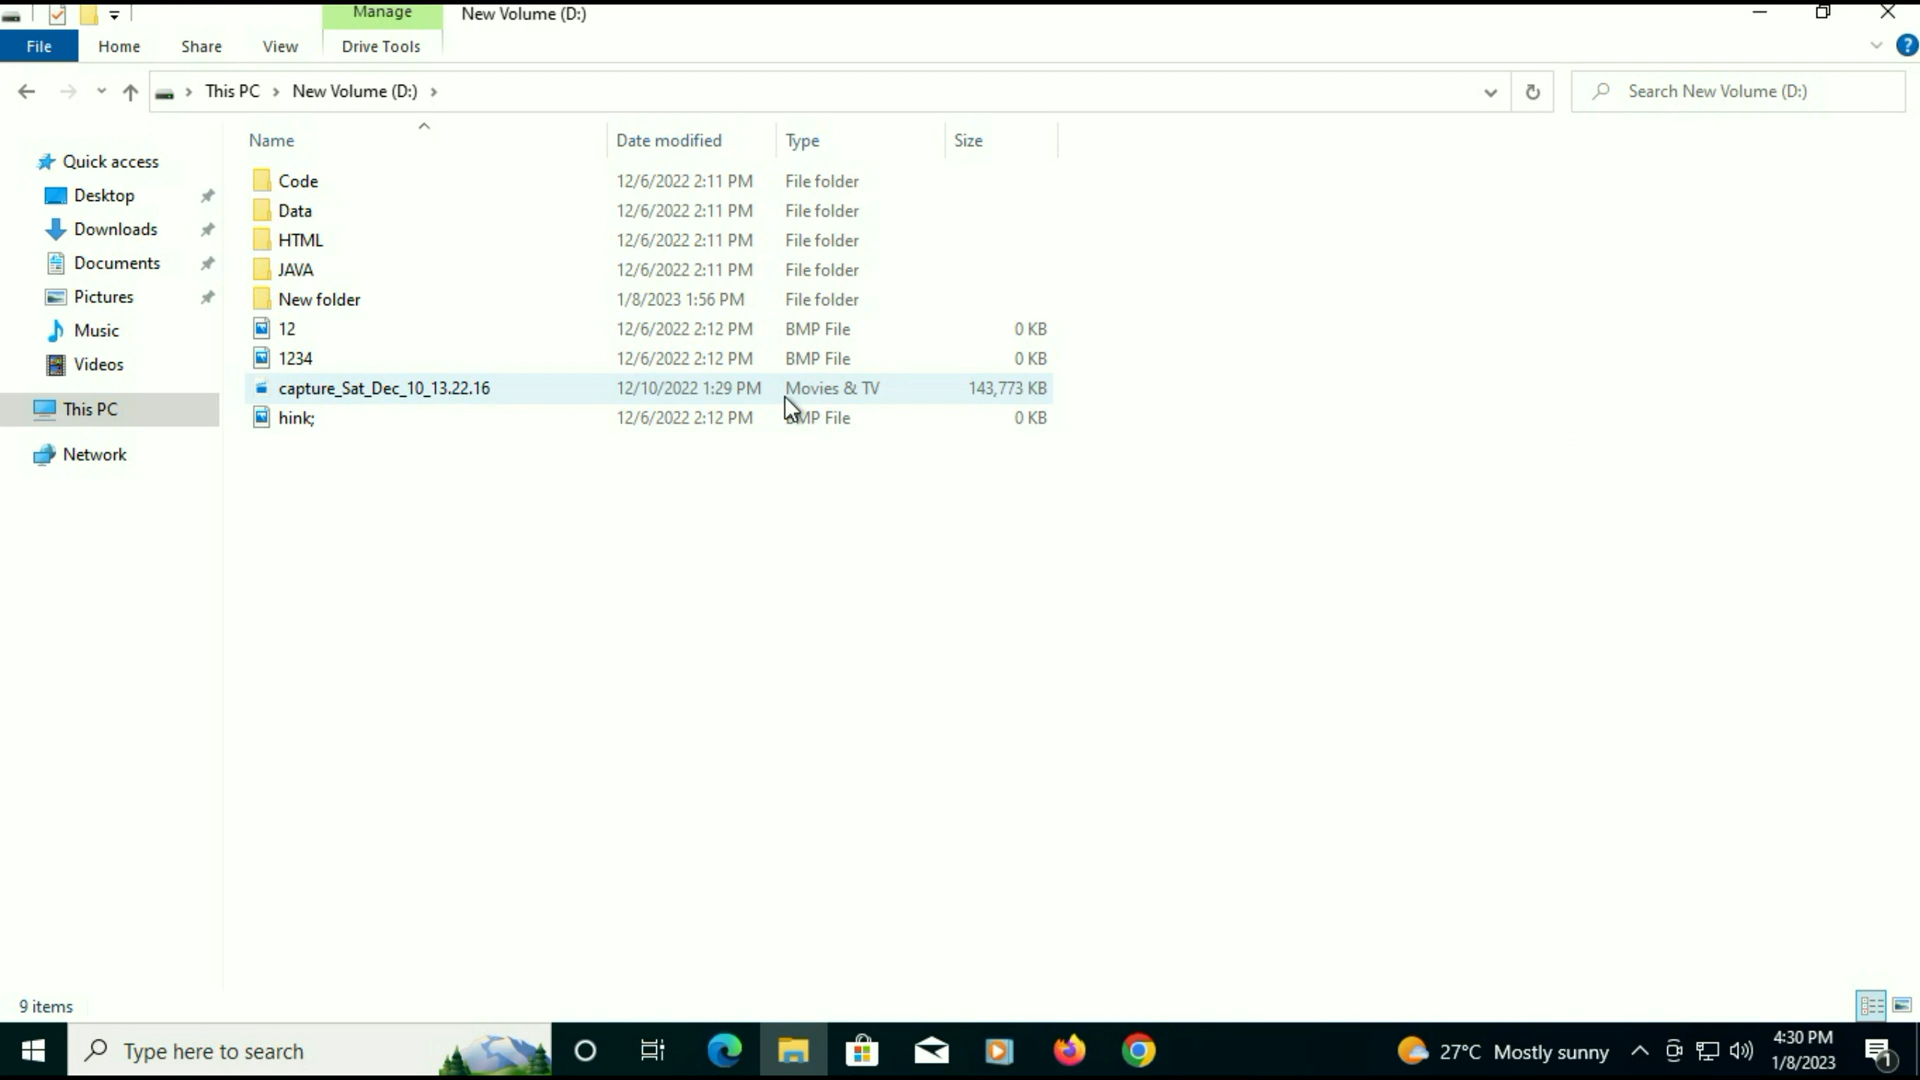 Manage New Volume (D:)
File Home Share View Drive Tools
This PC New Volume (D:) Search New Volume (D:)
Name Date modified Type Size
Quick access
Desktop
Downloads
Documents
Pictures
Music
Videos
This PC
Network
Code 12/6/2022 2:11 PM File folder
Data 12/6/2022 2:11 PM File folder
HTML 12/6/2022 2:11 PM File folder
JAVA 12/6/2022 2:11 PM File folder
New folder 1/8/2023 1:56 PM File folder
12 12/6/2022 2:12 PM BMP File 0 KB
1234 12/6/2022 2:12 PM BMP File 0 KB
capture_Sat_Dec_10_13.22.16 12/10/2022 1:29 PM Movies & TV 143,773 KB
hink; 12/6/2022 2:12 PM BMP File 0 KB
9 items
Type here to search 27°C Mostly sunny 4:30 PM
1/8/2023 1